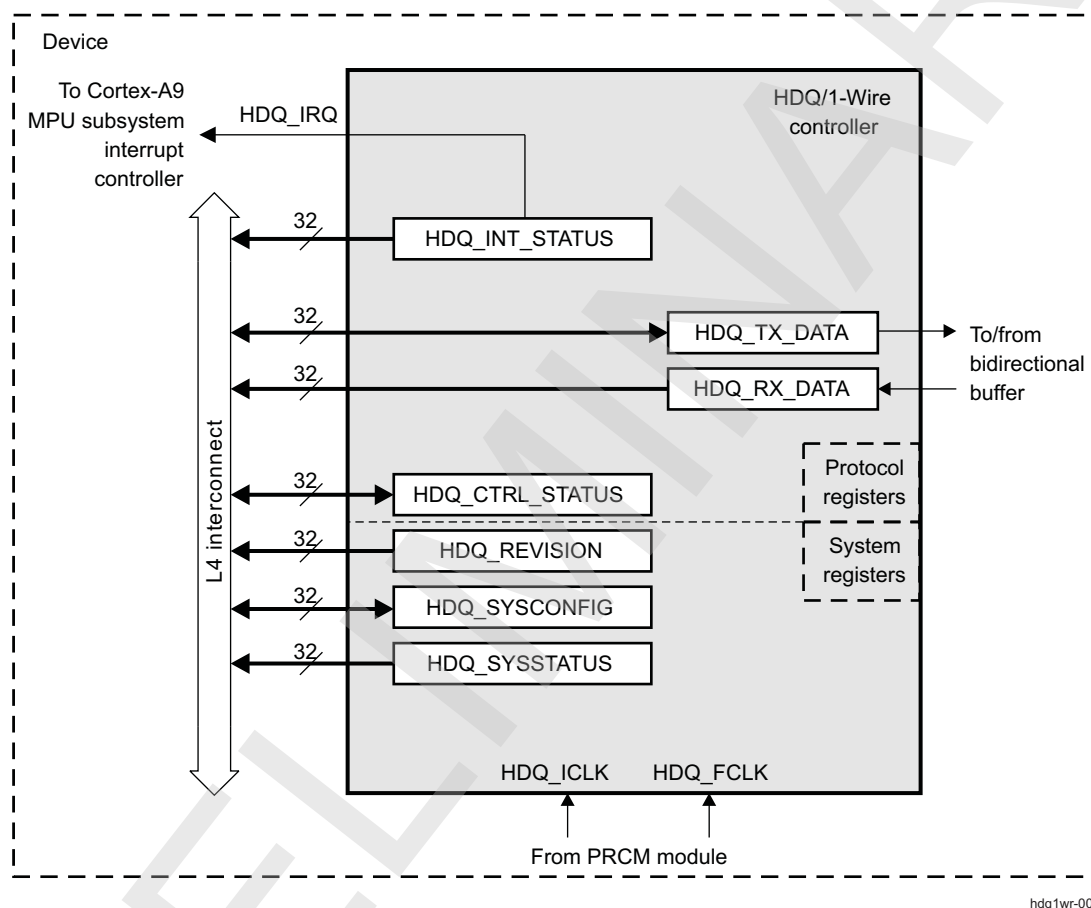 Device
To Cortex-A9
MPU subsystem
interrupt
controller
HDQ_IRQ
HDQ/1-Wire
controller
32
HDQ_INT_STATUS
32
HDQ_TX_DATA
To/from
bidirectional
buffer
32
HDQ_RX_DATA
L4 interconnect
Protocol
registers
32
HDQ_CTRL_STATUS
32
HDQ_REVISION
System
registers
32
HDQ_SYSCONFIG
32
HDQ_SYSSTATUS
HDQ_ICLK
HDQ_FCLK
From PRCM module